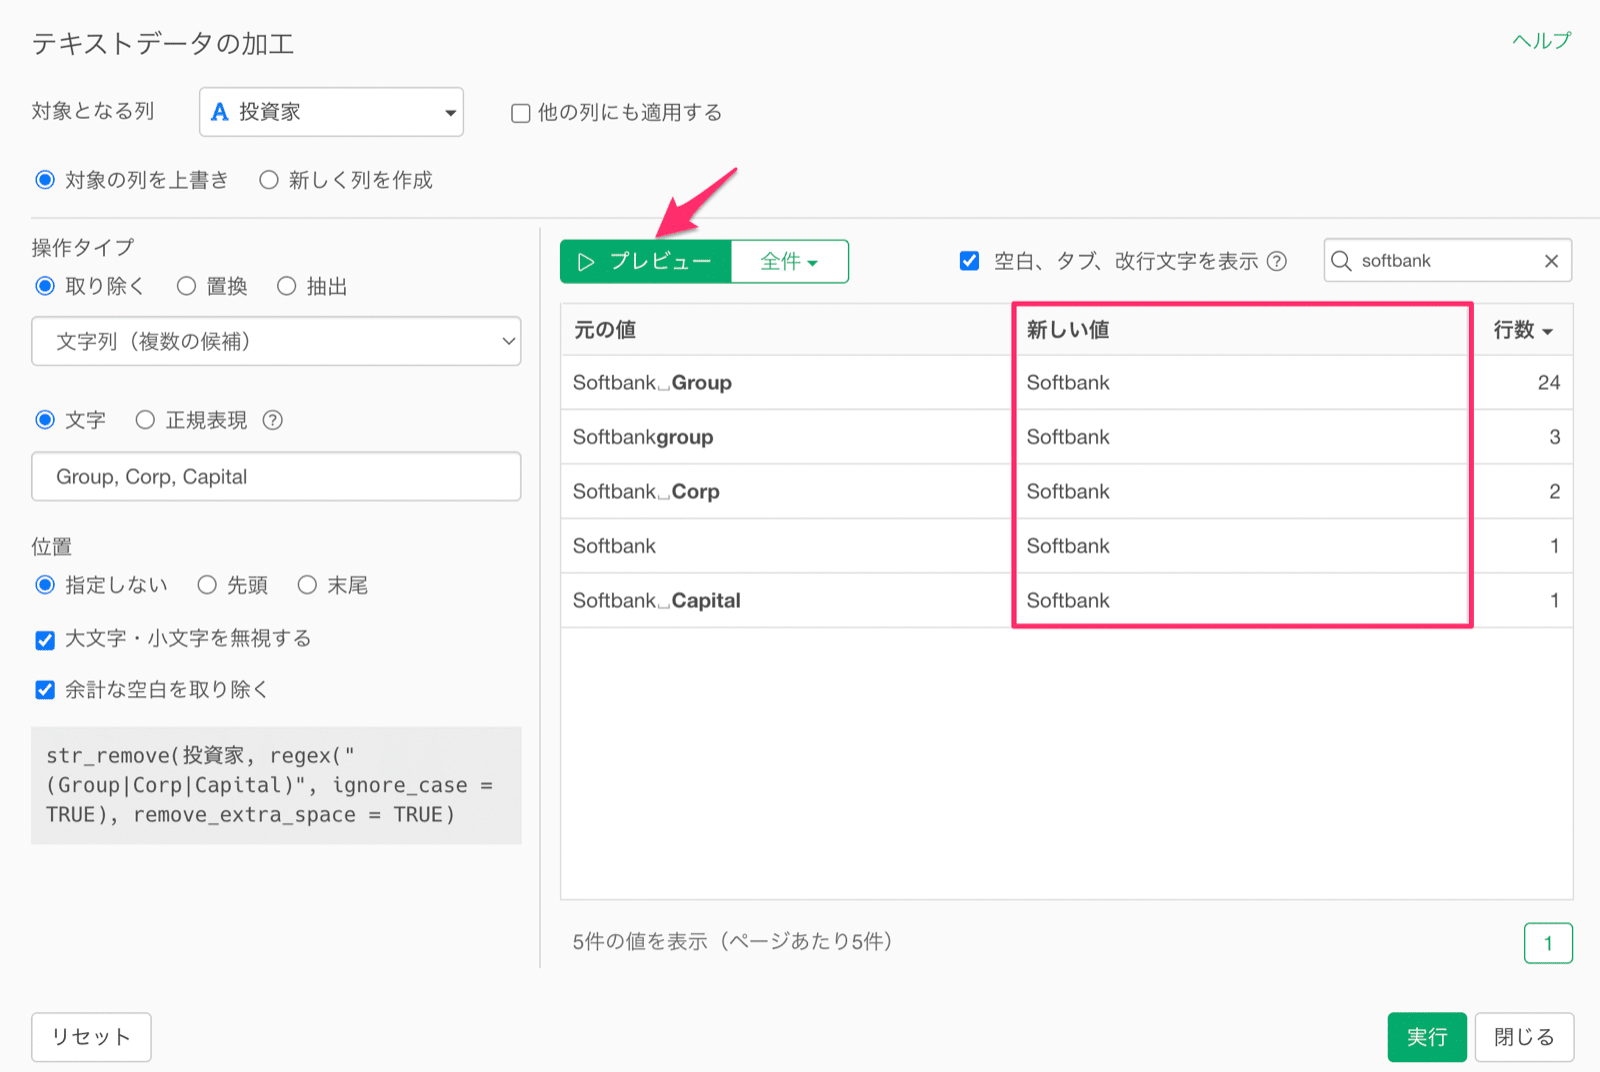 テキストデータの加工
ヘルプ
対象となる列
A 投資家
他の列にも適用する
対象の列を上書き
新しく列を作成
操作タイプ
取り除く
置換
抽出
文字列（複数の候補）
文字
正規表現 ?
Group, Corp, Capital
位置
指定しない
先頭
末尾
大文字・小文字を無視する
余計な空白を取り除く
str_remove(投資家, regex("
(Group|Corp|Capital)", ignore_case =
TRUE), remove_extra_space = TRUE)
プレビュー
全件
空白、タブ、改行文字を表示 ?
softbank
元の値 新しい値 行数
Softbank␣Group Softbank 24
Softbankgroup Softbank 3
Softbank␣Corp Softbank 2
Softbank Softbank 1
Softbank␣Capital Softbank 1
5件の値を表示（ページあたり5件）
1
リセット
実行
閉じる